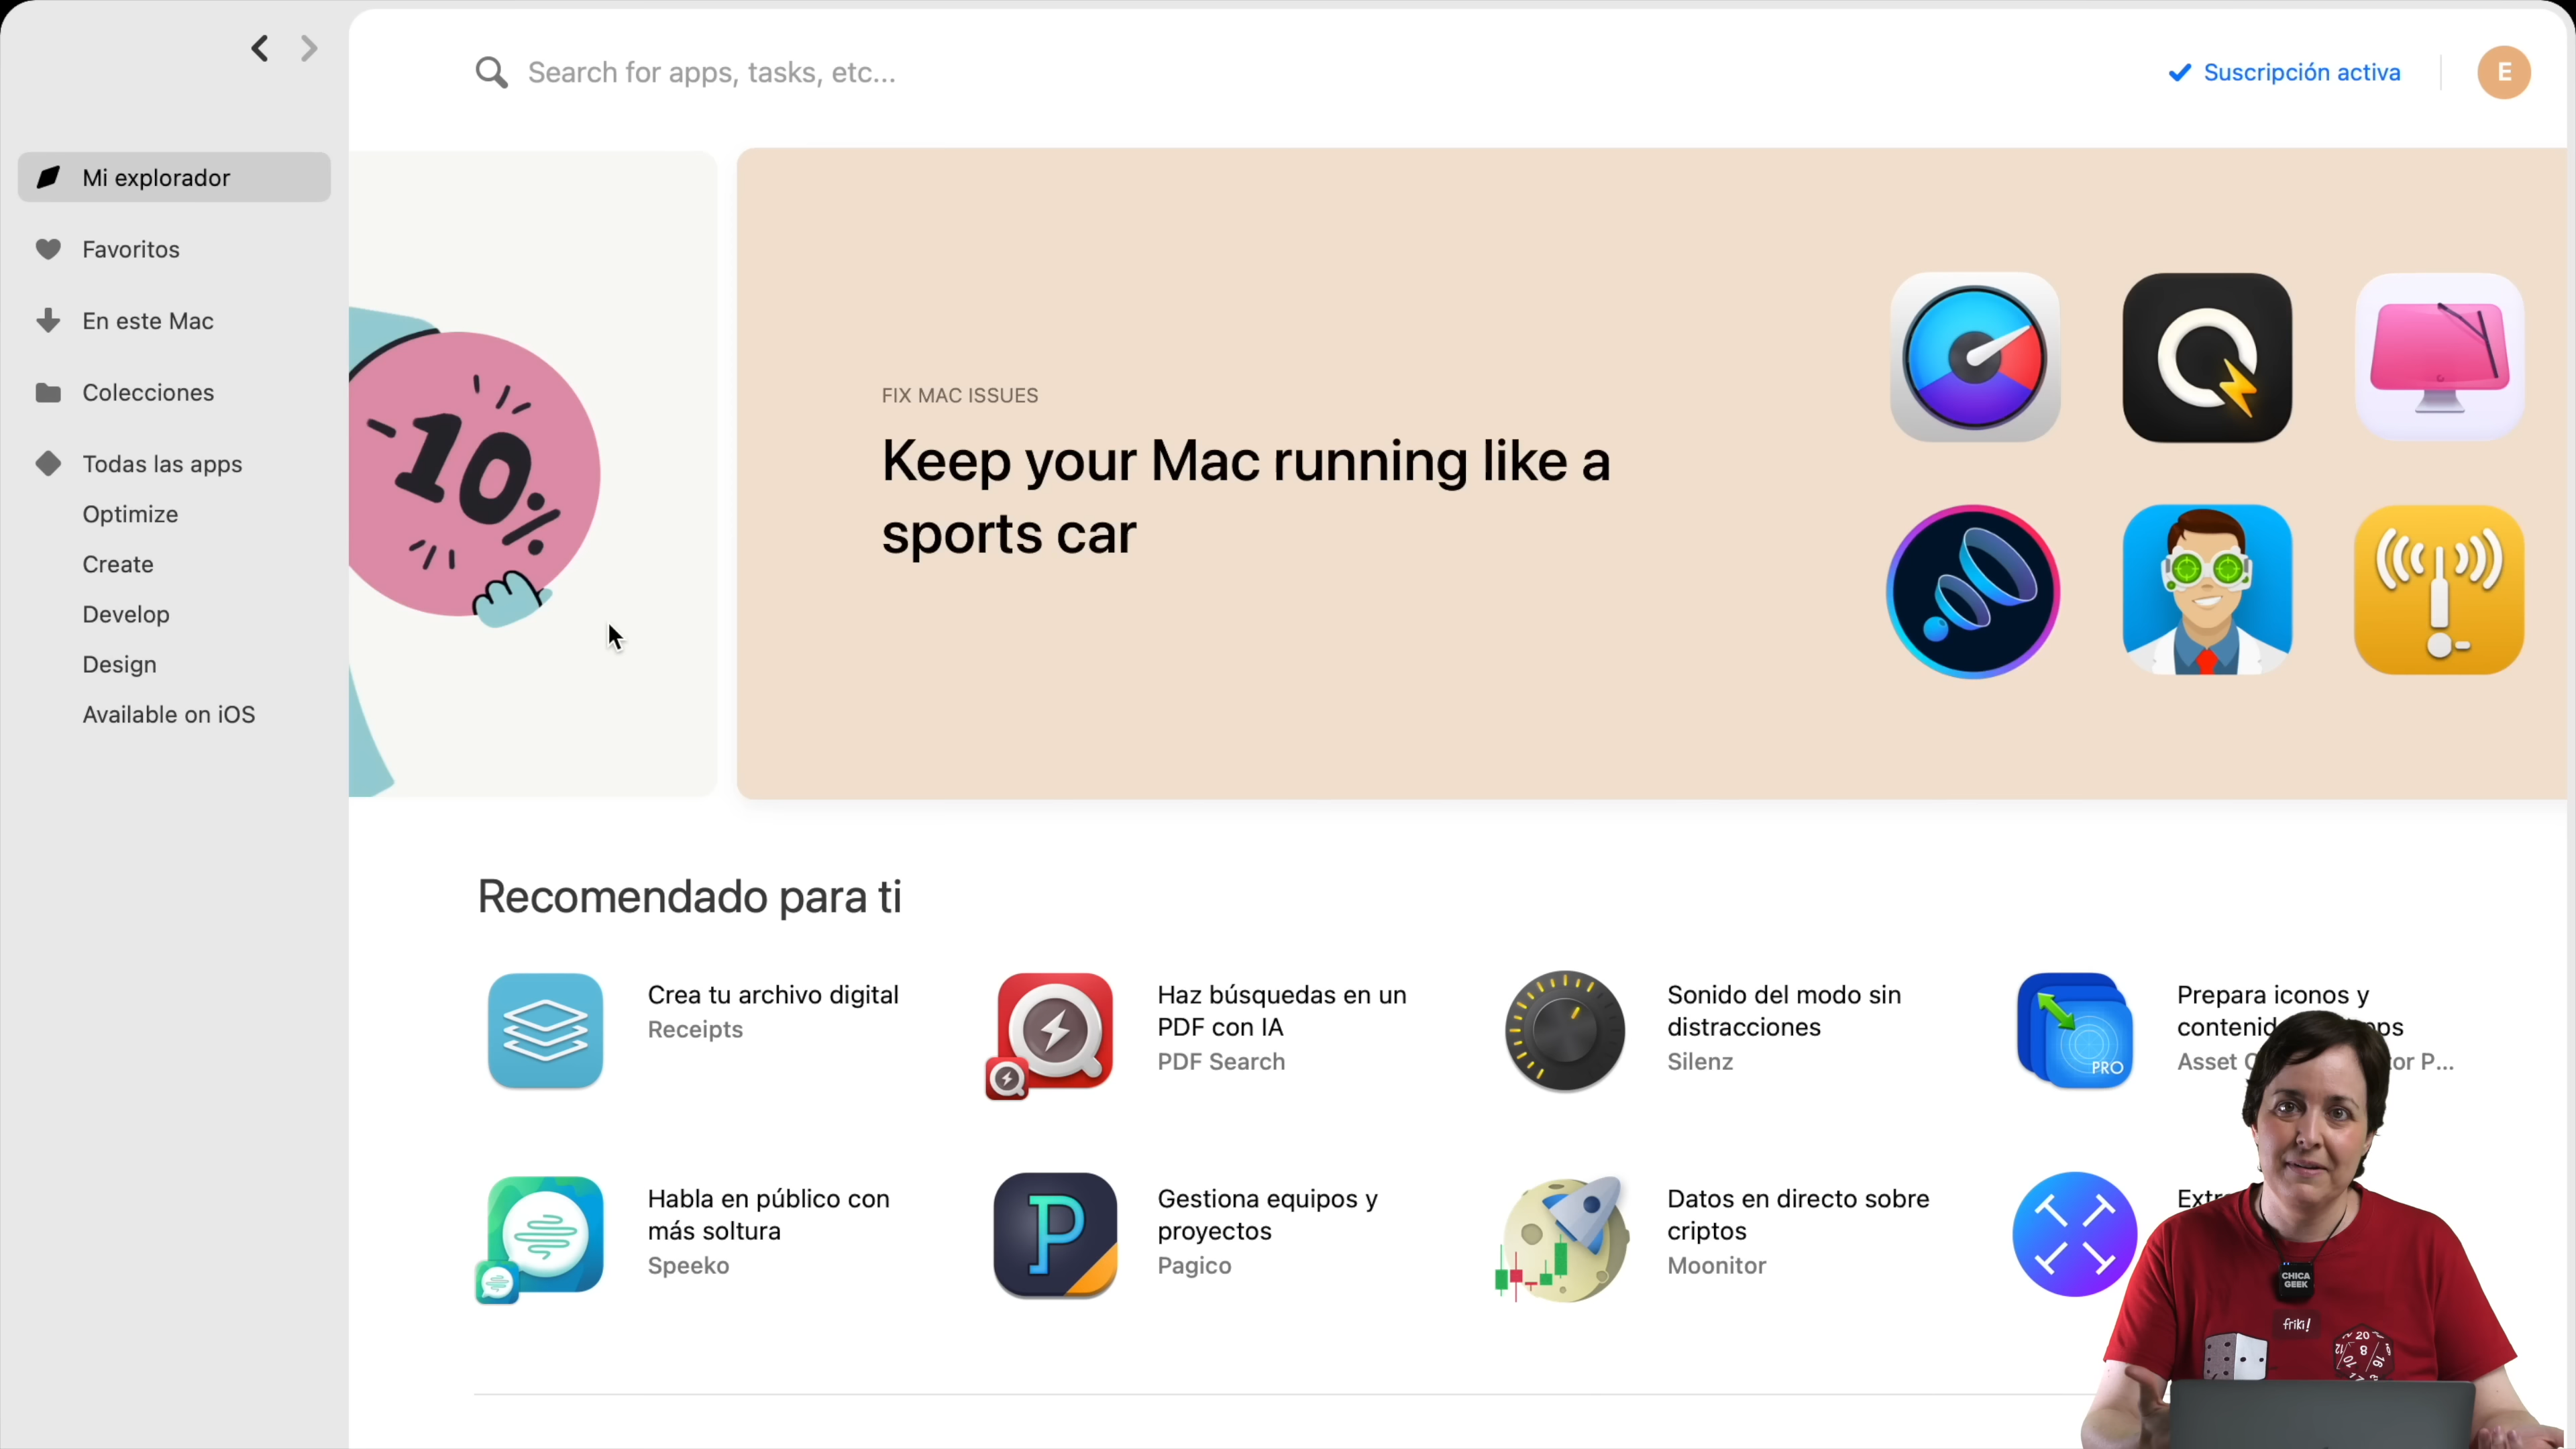 Search for apps, tasks, etc...
Suscripción activa
E
Mi explorador
Favoritos
En este Mac
Colecciones
Todas las apps
Optimize
Create
Develop
Design
Available on iOS
-10%
FIX MAC ISSUES
Keep your Mac running like a
sports car
Recomendado para ti
Crea tu archivo digital
Receipts
Haz búsquedas en un
PDF con IA
PDF Search
Sonido del modo sin
distracciones
Silenz
Prepara iconos y
PRO
Asset
Habla en público con
más soltura
Speeko
Gestiona equipos y
proyectos
Pagico
P
Datos en directo sobre
criptos
Moonitor
CHICA
GEEK
friki!
20
8
16